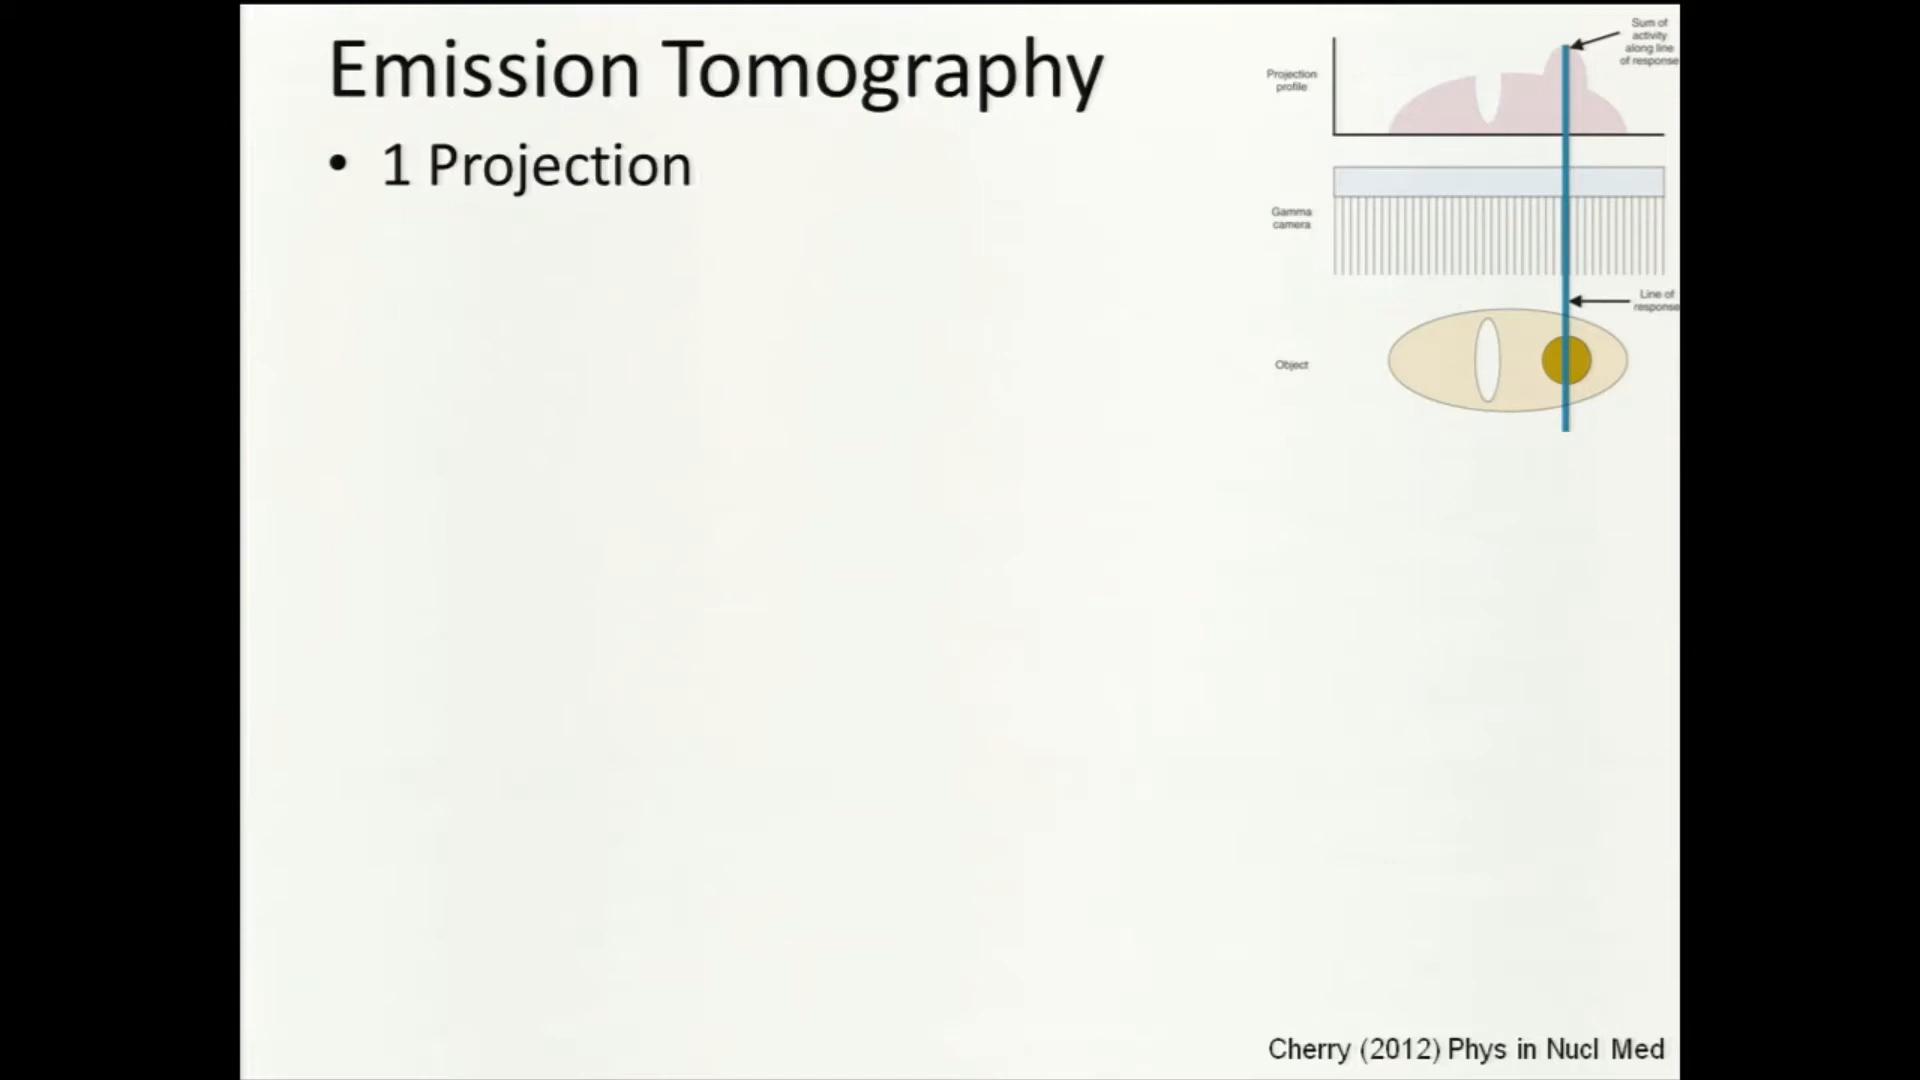 Emission Tomography
• 1 Projection
Sum of
activity
along line
of response
Projection
profile
Gamma
camera
Line of
response
Object
Cherry (2012) Phys in Nucl Med